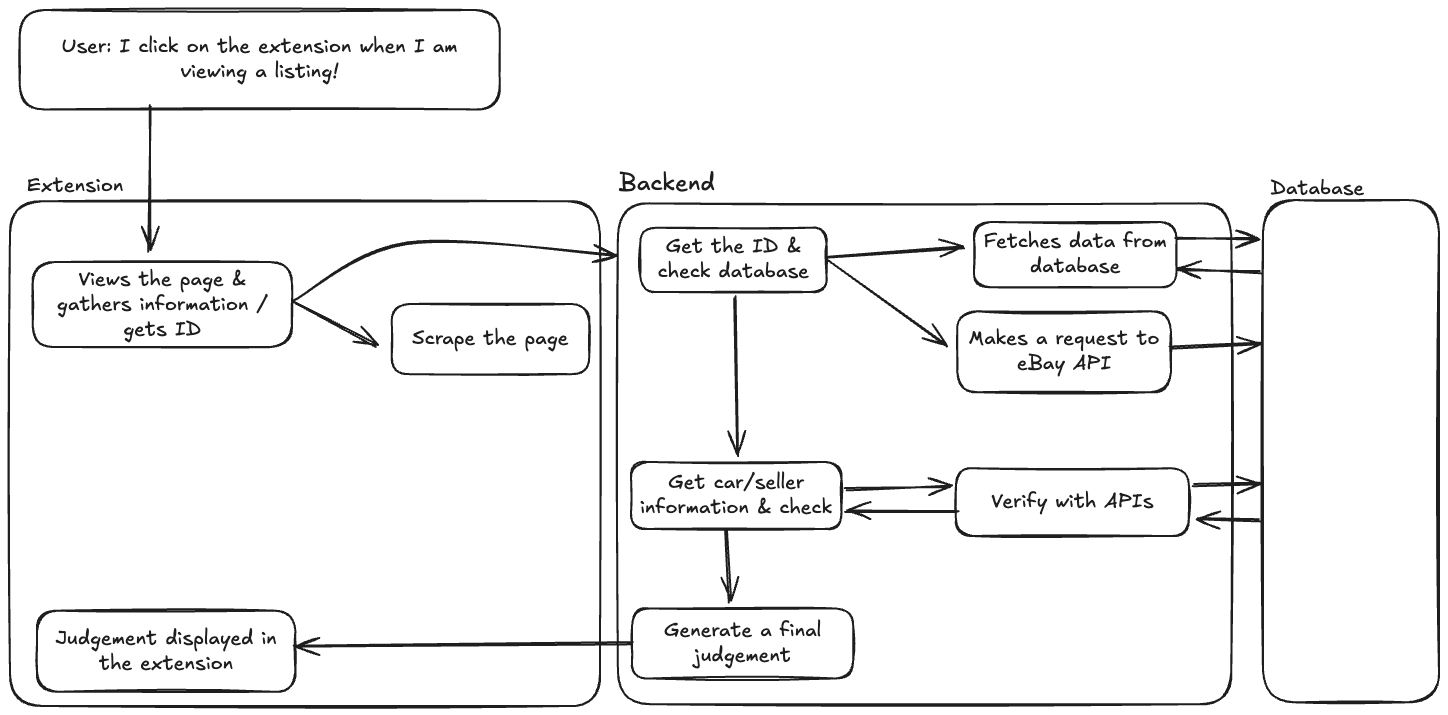 User: I click on the extension when I am
viewing a listing!
Extension
Backend
Database
Views the page &
gathers information /
gets ID
Scrape the page
Get the ID &
check database
Fetches data from
database
Makes a request to
eBay API
Get car/seller
information & check
Verify with APIs
Judgement displayed in
the extension
Generate a final
judgement